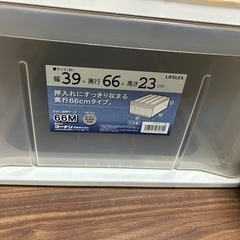 ■サイズ(約)
LIFELEX
幅39×奥行66×高さ23cm
押入れにすっきり収まる
奥行66cmタイプ。
66M
コーナン